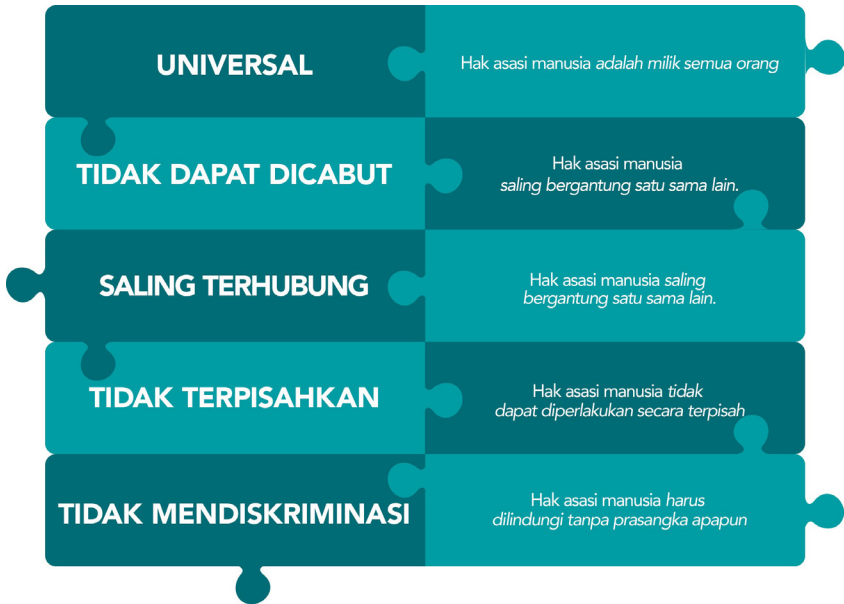 UNIVERSAL
Hak asasi manusia adalah milik semua orang
TIDAK DAPAT DICABUT
Hak asasi manusia
saling bergantung satu sama lain.
SALING TERHUBUNG
Hak asasi manusia saling
bergantung satu sama lain.
TIDAK TERPISAHKAN
Hak asasi manusia tidak
dapat diperlakukan secara terpisah
TIDAK MENDISKRIMINASI
Hak asasi manusia harus
dilindungi tanpa prasangka apapun